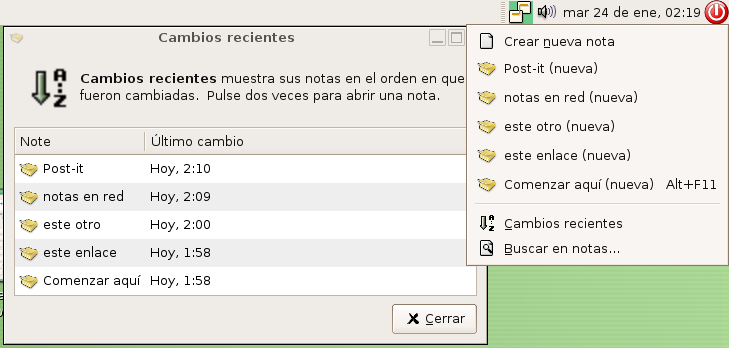 mar 24 de ene, 02:19
Cambios recientes
Cambios recientes muestra sus notas en el orden en que
fueron cambiadas. Pulse dos veces para abrir una nota.
Note Último cambio
Post-it Hoy, 2:10
notas en red Hoy, 2:09
este otro Hoy, 2:00
este enlace Hoy, 1:58
Comenzar aquí Hoy, 1:58
Cerrar
Crear nueva nota
Post-it (nueva)
notas en red (nueva)
este otro (nueva)
este enlace (nueva)
Comenzar aquí (nueva) Alt+F11
Cambios recientes
Buscar en notas...